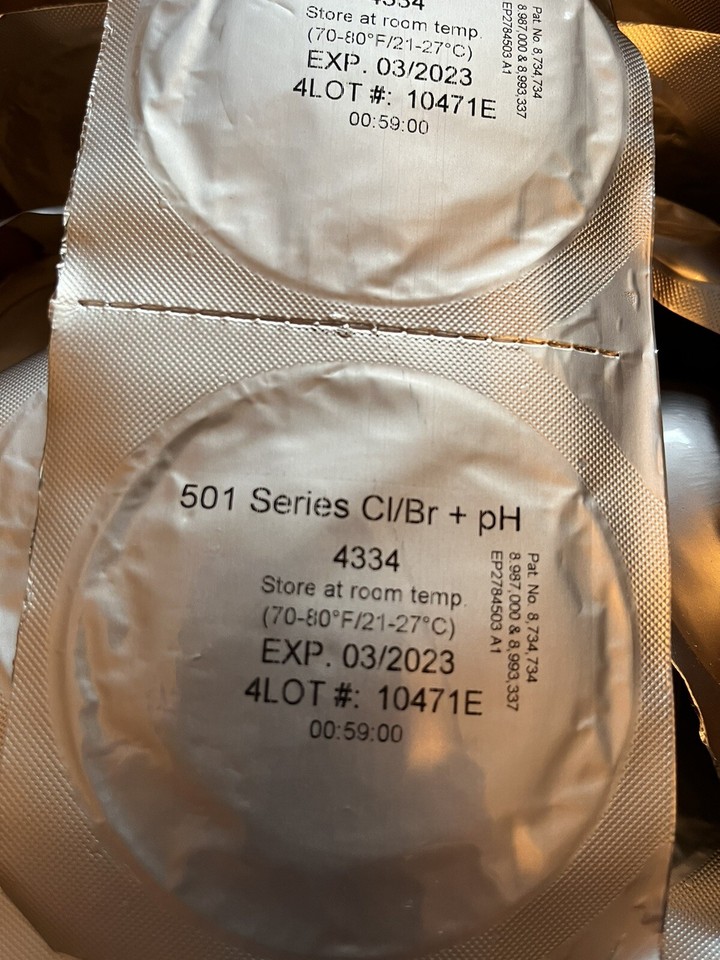 4334
Store at room temp.
(70-80°F/21-27°C)
EXP. 03/2023
4LOT #: 10471E
00:59:00
Pat. No. 8,734,734
8,987,000 & 8,993,337
EP2784503 A1
501 Series Cl/Br + pH
4334
Store at room temp.
(70-80°F/21-27°C)
EXP. 03/2023
4LOT #: 10471E
00:59:00
Pat. No. 8,734,734
8,987,000 & 8,993,337
EP2784503 A1